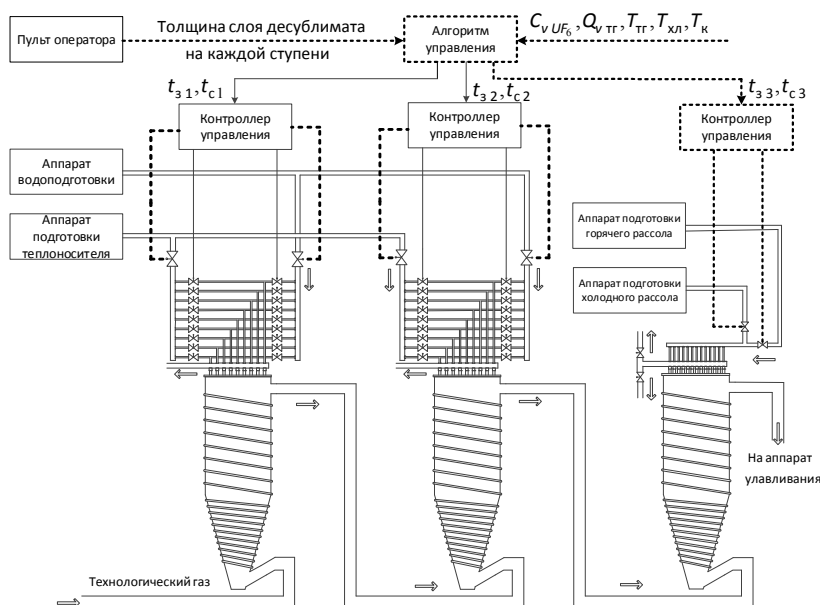 Пульт оператора
Толщина слоя десублимата
на каждой ступени
Алгоритм
управления
C_v UF₆, Q_v тг, T_тг, T_хл, T_к
t_з 1, t_с 1
t_з 2, t_с 2
t_з 3, t_с 3
Контроллер
управления
Контроллер
управления
Контроллер
управления
Аппарат
водоподготовки
Аппарат
подготовки
теплоносителя
Аппарат подготовки
горячего рассола
Аппарат подготовки
холодного рассола
На аппарат
улавливания
Технологический газ